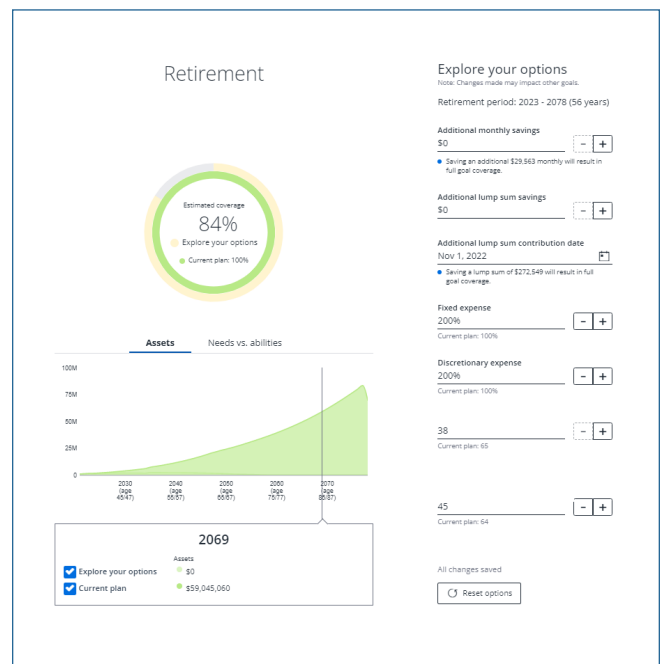 Retirement
Estimated coverage
84%
Explore your options
Current plan: 100%
Assets
Needs vs. abilities
100M
75M
50M
25M
0
2030
(age
45/47)
2040
(age
55/57)
2050
(age
65/67)
2060
(age
75/77)
2070
(age
85/87)
2069
Assets
Explore your options
$0
Current plan
$59,045,060
Explore your options
Note: Changes made may impact other goals.
Retirement period: 2023 - 2078 (56 years)
Additional monthly savings
$0
- +
Saving an additional $29,563 monthly will result in
full goal coverage.
Additional lump sum savings
$0
- +
Additional lump sum contribution date
Nov 1, 2022
Saving a lump sum of $272,549 will result in full
goal coverage.
Fixed expense
200%
- +
Current plan: 100%
Discretionary expense
200%
- +
Current plan: 100%
38
- +
Current plan: 65
45
- +
Current plan: 64
All changes saved
Reset options